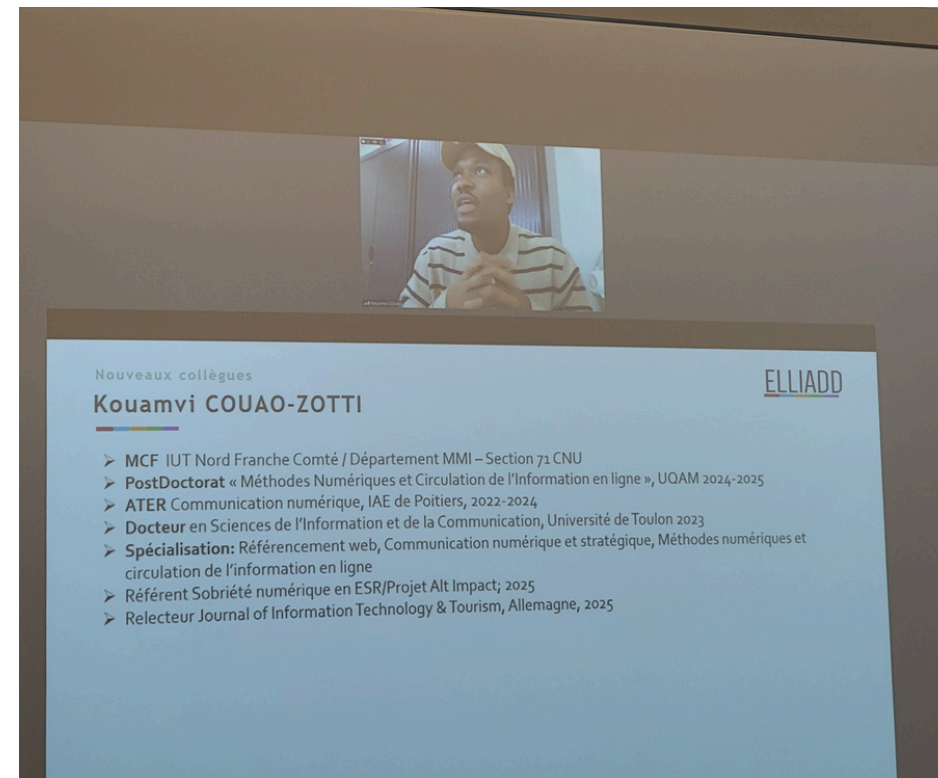 Kouamvi COUAO
Nouveaux collègues
ELLIADD
Kouamvi COUAO-ZOTTI
➢ MCF IUT Nord Franche Comté / Département MMI – Section 71 CNU
➢ PostDoctorat « Méthodes Numériques et Circulation de l'Information en ligne », UQAM 2024-2025
➢ ATER Communication numérique, IAE de Poitiers, 2022-2024
➢ Docteur en Sciences de l'Information et de la Communication, Université de Toulon 2023
➢ Spécialisation: Référencement web, Communication numérique et stratégique, Méthodes numériques et
circulation de l'information en ligne
➢ Référent Sobriété numérique en ESR/Projet Alt Impact; 2025
➢ Relecteur Journal of Information Technology & Tourism, Allemagne, 2025